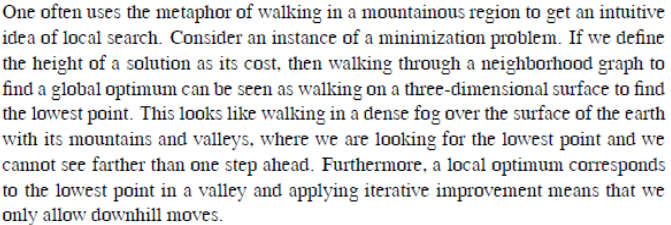 One often uses the metaphor of walking in a mountainous region to get an intuitive
idea of local search. Consider an instance of a minimization problem. If we define
the height of a solution as its cost, then walking through a neighborhood graph to
find a global optimum can be seen as walking on a three-dimensional surface to find
the lowest point. This looks like walking in a dense fog over the surface of the earth
with its mountains and valleys, where we are looking for the lowest point and we
cannot see farther than one step ahead. Furthermore, a local optimum corresponds
to the lowest point in a valley and applying iterative improvement means that we
only allow downhill moves.